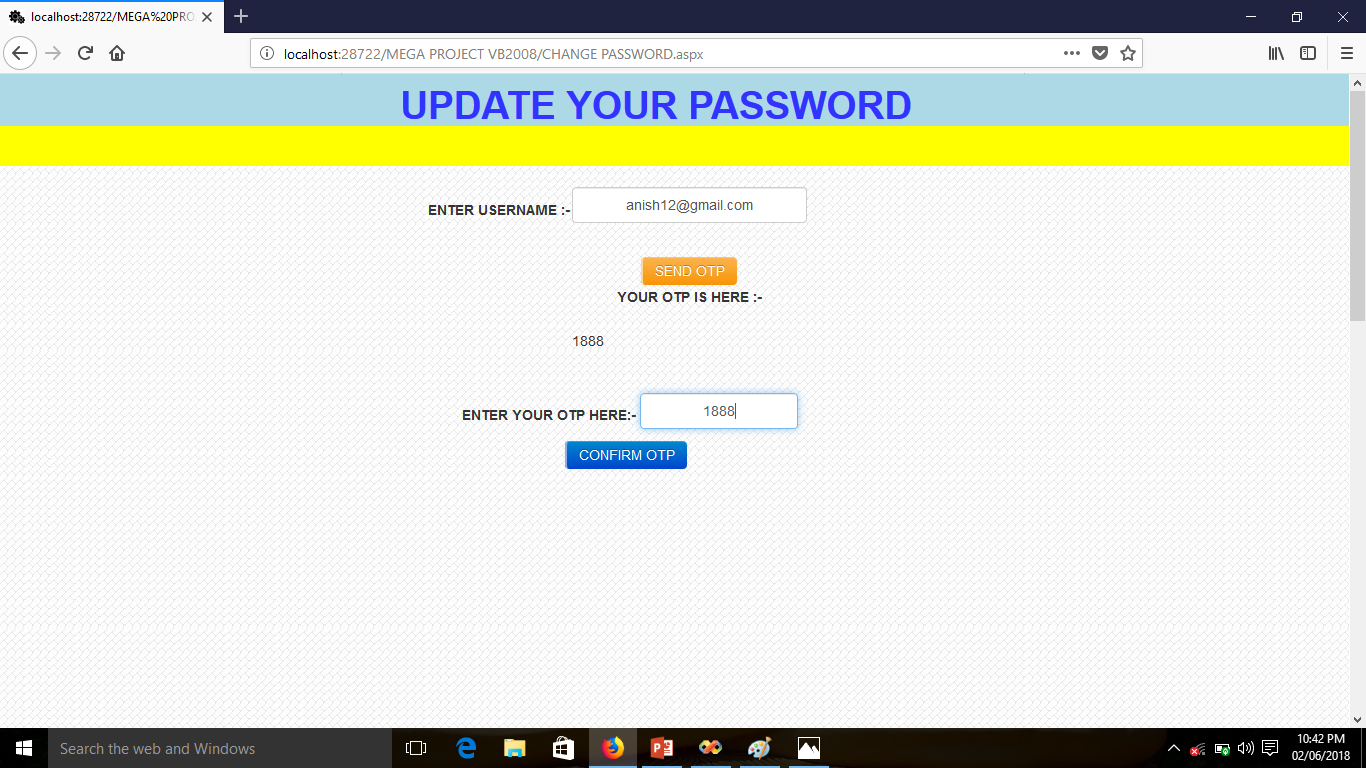 localhost:28722/MEGA%20PRO
localhost:28722/MEGA PROJECT VB2008/CHANGE PASSWORD.aspx
UPDATE YOUR PASSWORD
ENTER USERNAME :- anish12@gmail.com
SEND OTP
YOUR OTP IS HERE :-
1888
ENTER YOUR OTP HERE:- 1888
CONFIRM OTP
Search the web and Windows
10:42 PM
02/06/2018